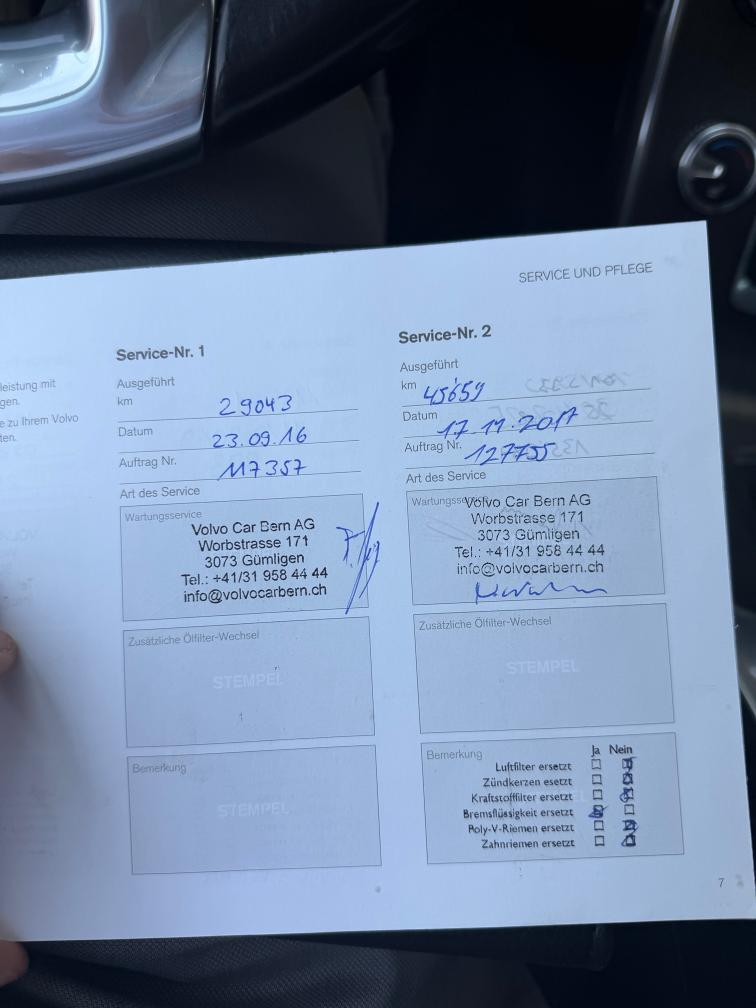 SERVICE UND PFLEGE
leistung mit
gen.
e zu Ihrem Volvo
ten.
Service-Nr. 1
Ausgeführt
km 29043
Datum 23.09.16
Auftrag Nr. 117357
Art des Service
Wartungsservice
Volvo Car Bern AG
Worbstrasse 171
3073 Gümligen
Tel.: +41/31 958 44 44
info@volvocarbern.ch
Zusätzliche Ölfilter-Wechsel
STEMPEL
Bemerkung
STEMPEL
Service-Nr. 2
Ausgeführt
km 45659
Datum 17.11.2017
Auftrag Nr. 127755
Art des Service
Wartungsservice
Volvo Car Bern AG
Worbstrasse 171
3073 Gümligen
Tel.: +41/31 958 44 44
info@volvocarbern.ch
Zusätzliche Ölfilter-Wechsel
STEMPEL
Bemerkung
Ja Nein
Luftfilter ersetzt
Zündkerzen esetzt
Kraftstofffilter ersetzt
Bremsflüssigkeit ersetzt
Poly-V-Riemen ersetzt
Zahnriemen ersetzt
7